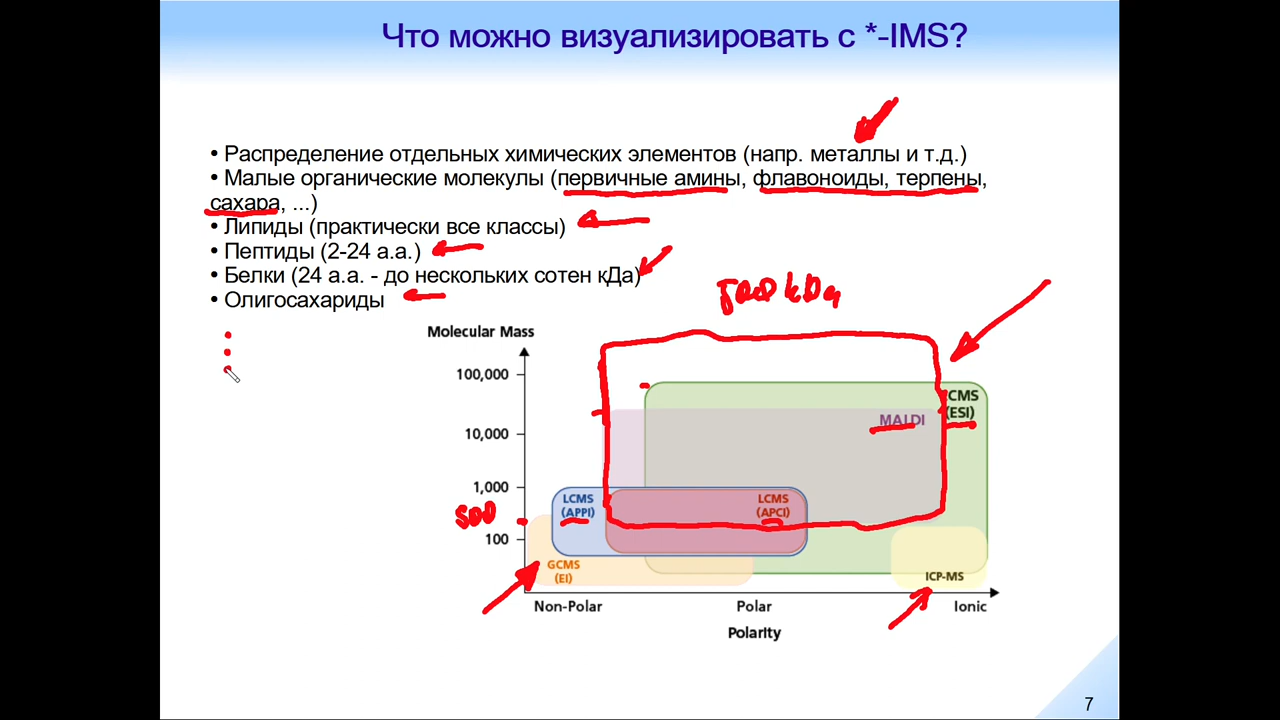 Что можно визуализировать с *-IMS?
• Распределение отдельных химических элементов (напр. металлы и т.д.)
• Малые органические молекулы (первичные амины, флавоноиды, терпены,
сахара, ...)
• Липиды (практически все классы)
• Пептиды (2-24 а.а.)
• Белки (24 а.а. - до нескольких сотен кДа)
• Олигосахариды
kDa
Molecular Mass
100,000
10,000
1,000
100
500
MALDI
CMS
(ESI)
LCMS
(APPI)
LCMS
(APCI)
GCMS
(EI)
ICP-MS
Non-Polar
Polar
Ionic
Polarity
7